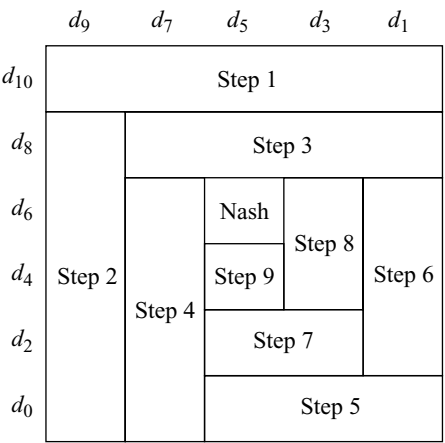 d₉ d₇ d₅ d₃ d₁
d₁₀ Step 1
d₈ Step 3
d₆ Nash
Step 8
d₄ Step 2 Step 9 Step 6
Step 4
d₂ Step 7
d₀ Step 5